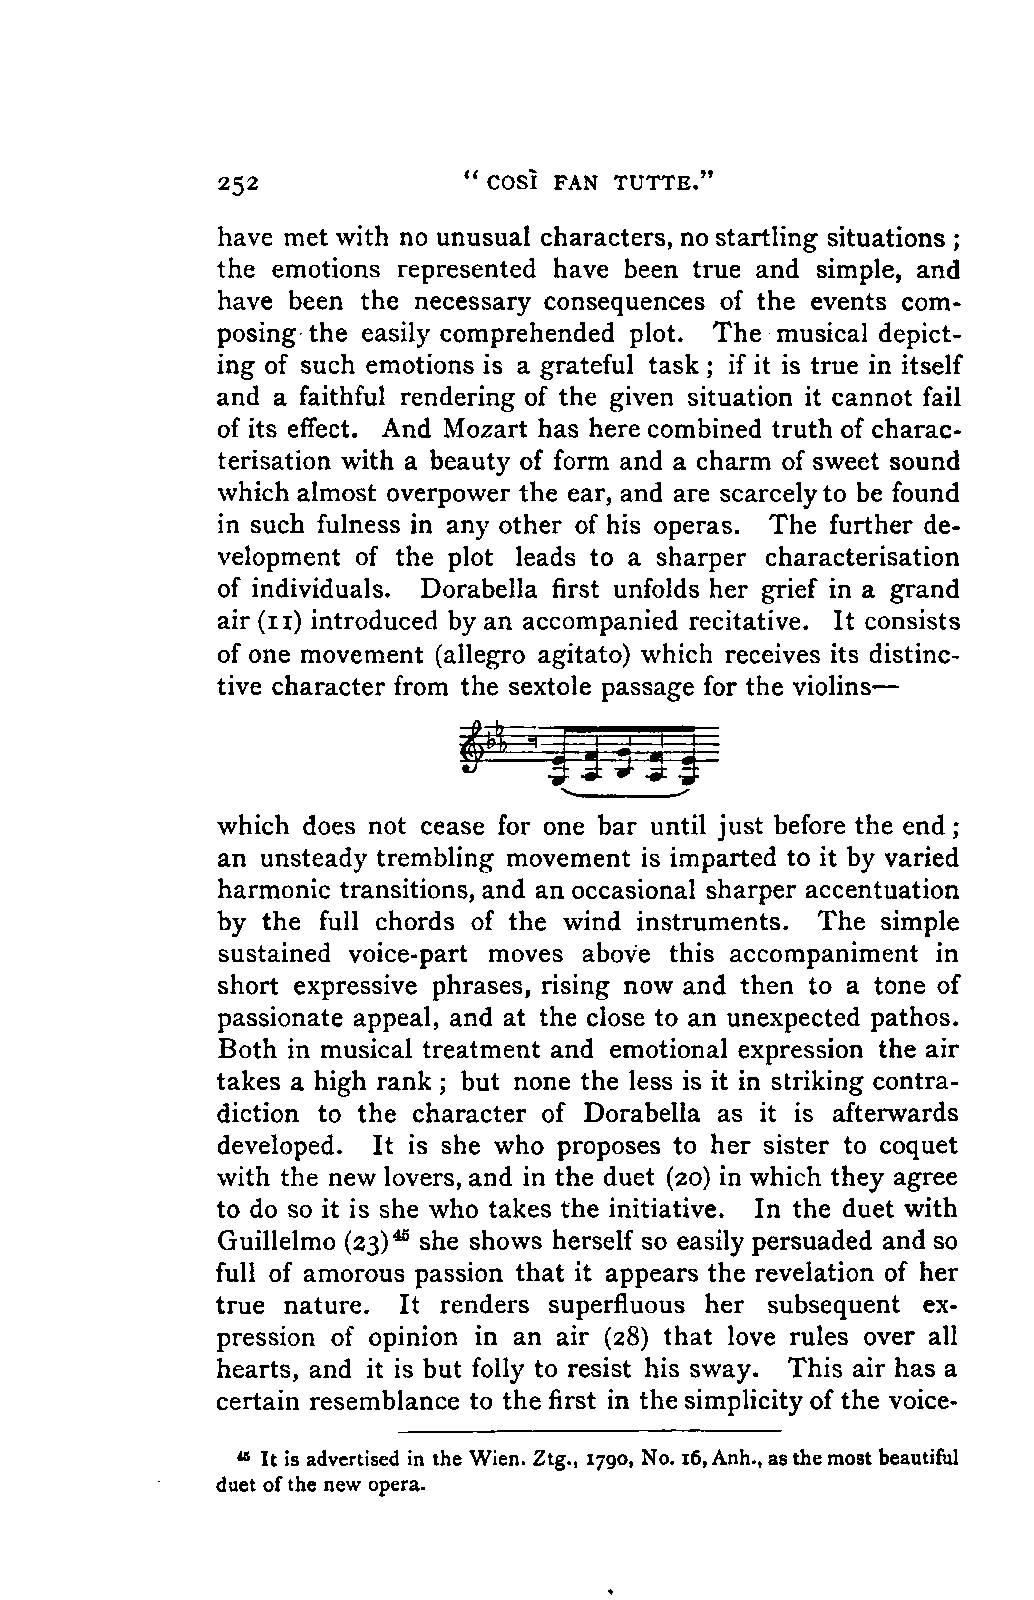 252 “ COSÌ FAN TUTTE.”
have met with no unusual characters, no startling situations ;
the emotions represented have been true and simple, and
have been the necessary consequences of the events com-
posing the easily comprehended plot. The musical depict-
ing of such emotions is a grateful task ; if it is true in itself
and a faithful rendering of the given situation it cannot fail
of its effect. And Mozart has here combined truth of charac-
terisation with a beauty of form and a charm of sweet sound
which almost overpower the ear, and are scarcely to be found
in such fulness in any other of his operas. The further de-
velopment of the plot leads to a sharper characterisation
of individuals. Dorabella first unfolds her grief in a grand
air (11) introduced by an accompanied recitative. It consists
of one movement (allegro agitato) which receives its distinc-
tive character from the sextole passage for the violins—
which does not cease for one bar until just before the end ;
an unsteady trembling movement is imparted to it by varied
harmonic transitions, and an occasional sharper accentuation
by the full chords of the wind instruments. The simple
sustained voice-part moves above this accompaniment in
short expressive phrases, rising now and then to a tone of
passionate appeal, and at the close to an unexpected pathos.
Both in musical treatment and emotional expression the air
takes a high rank ; but none the less is it in striking contra-
diction to the character of Dorabella as it is afterwards
developed. It is she who proposes to her sister to coquet
with the new lovers, and in the duet (20) in which they agree
to do so it is she who takes the initiative. In the duet with
Guillelmo (23)⁴⁵ she shows herself so easily persuaded and so
full of amorous passion that it appears the revelation of her
true nature. It renders superfluous her subsequent ex-
pression of opinion in an air (28) that love rules over all
hearts, and it is but folly to resist his sway. This air has a
certain resemblance to the first in the simplicity of the voice-
⁴⁵ It is advertised in the Wien. Ztg., 1790, No. 16, Anh., as the most beautiful
duet of the new opera.